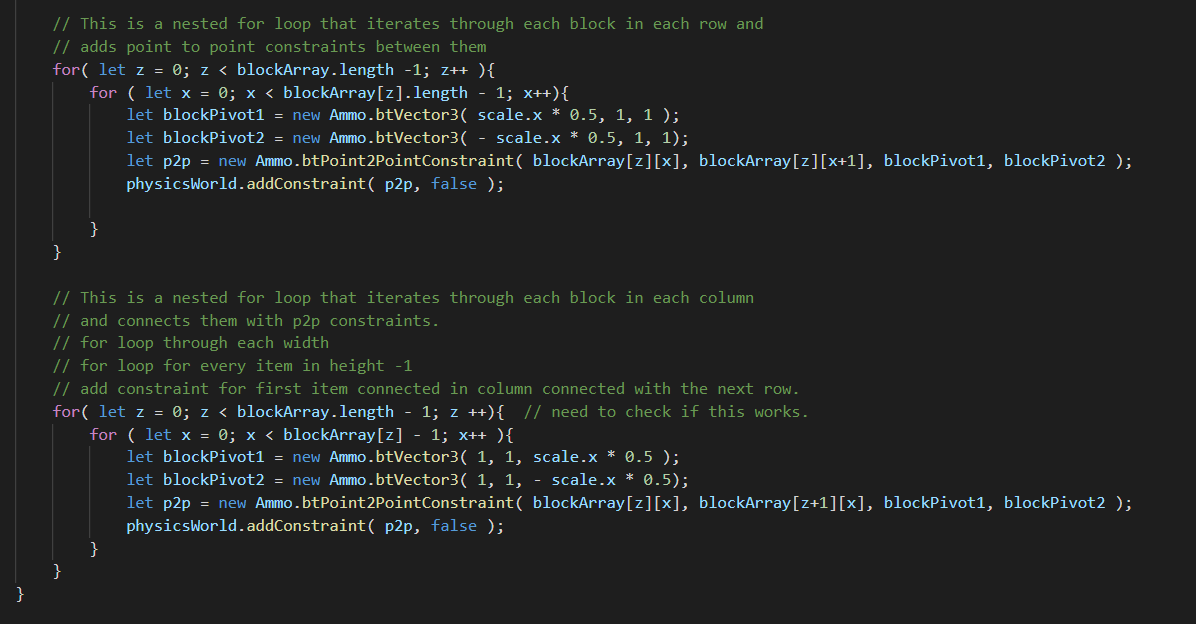 // This is a nested for loop that iterates through each block in each row and
// adds point to point constraints between them
for( let z = 0; z < blockArray.length -1; z++ ){
for ( let x = 0; x < blockArray[z].length - 1; x++){
let blockPivot1 = new Ammo.btVector3( scale.x * 0.5, 1, 1 );
let blockPivot2 = new Ammo.btVector3( - scale.x * 0.5, 1, 1);
let p2p = new Ammo.btPoint2PointConstraint( blockArray[z][x], blockArray[z][x+1], blockPivot1, blockPivot2 );
physicsWorld.addConstraint( p2p, false );
}
}
// This is a nested for loop that iterates through each block in each column
// and connects them with p2p constraints.
// for loop through each width
// for loop for every item in height -1
// add constraint for first item connected in column connected with the next row.
for( let z = 0; z < blockArray.length - 1; z ++){  // need to check if this works.
for ( let x = 0; x < blockArray[z] - 1; x++ ){
let blockPivot1 = new Ammo.btVector3( 1, 1, scale.x * 0.5 );
let blockPivot2 = new Ammo.btVector3( 1, 1, - scale.x * 0.5);
let p2p = new Ammo.btPoint2PointConstraint( blockArray[z][x], blockArray[z+1][x], blockPivot1, blockPivot2 );
physicsWorld.addConstraint( p2p, false );
}
}
}